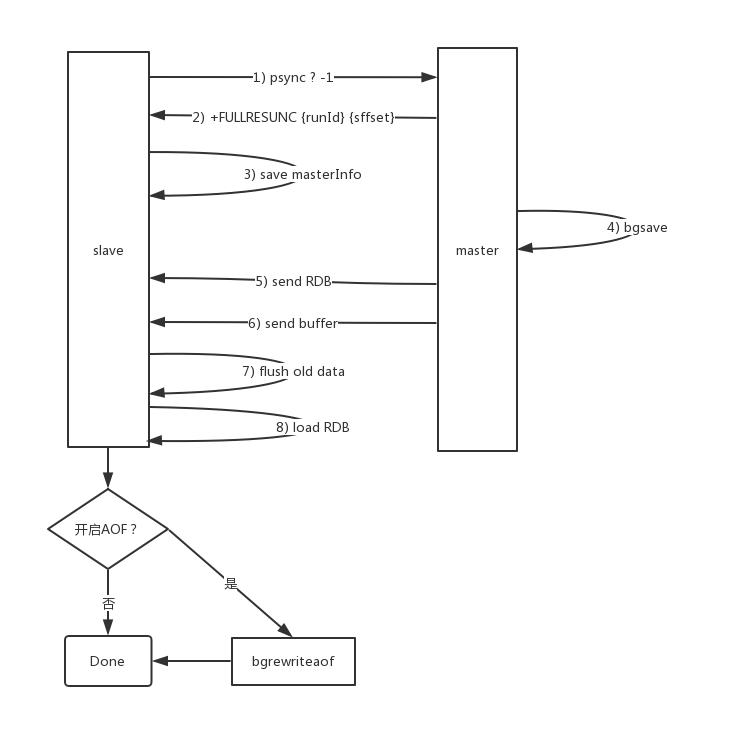 1) psync ? -1
2) +FULLRESUNC {runId} {sffset}
3) save masterInfo
4) bgsave
slave
master
5) send RDB
6) send buffer
7) flush old data
8) load RDB
开启AOF ?
是
否
Done
bgrewriteaof